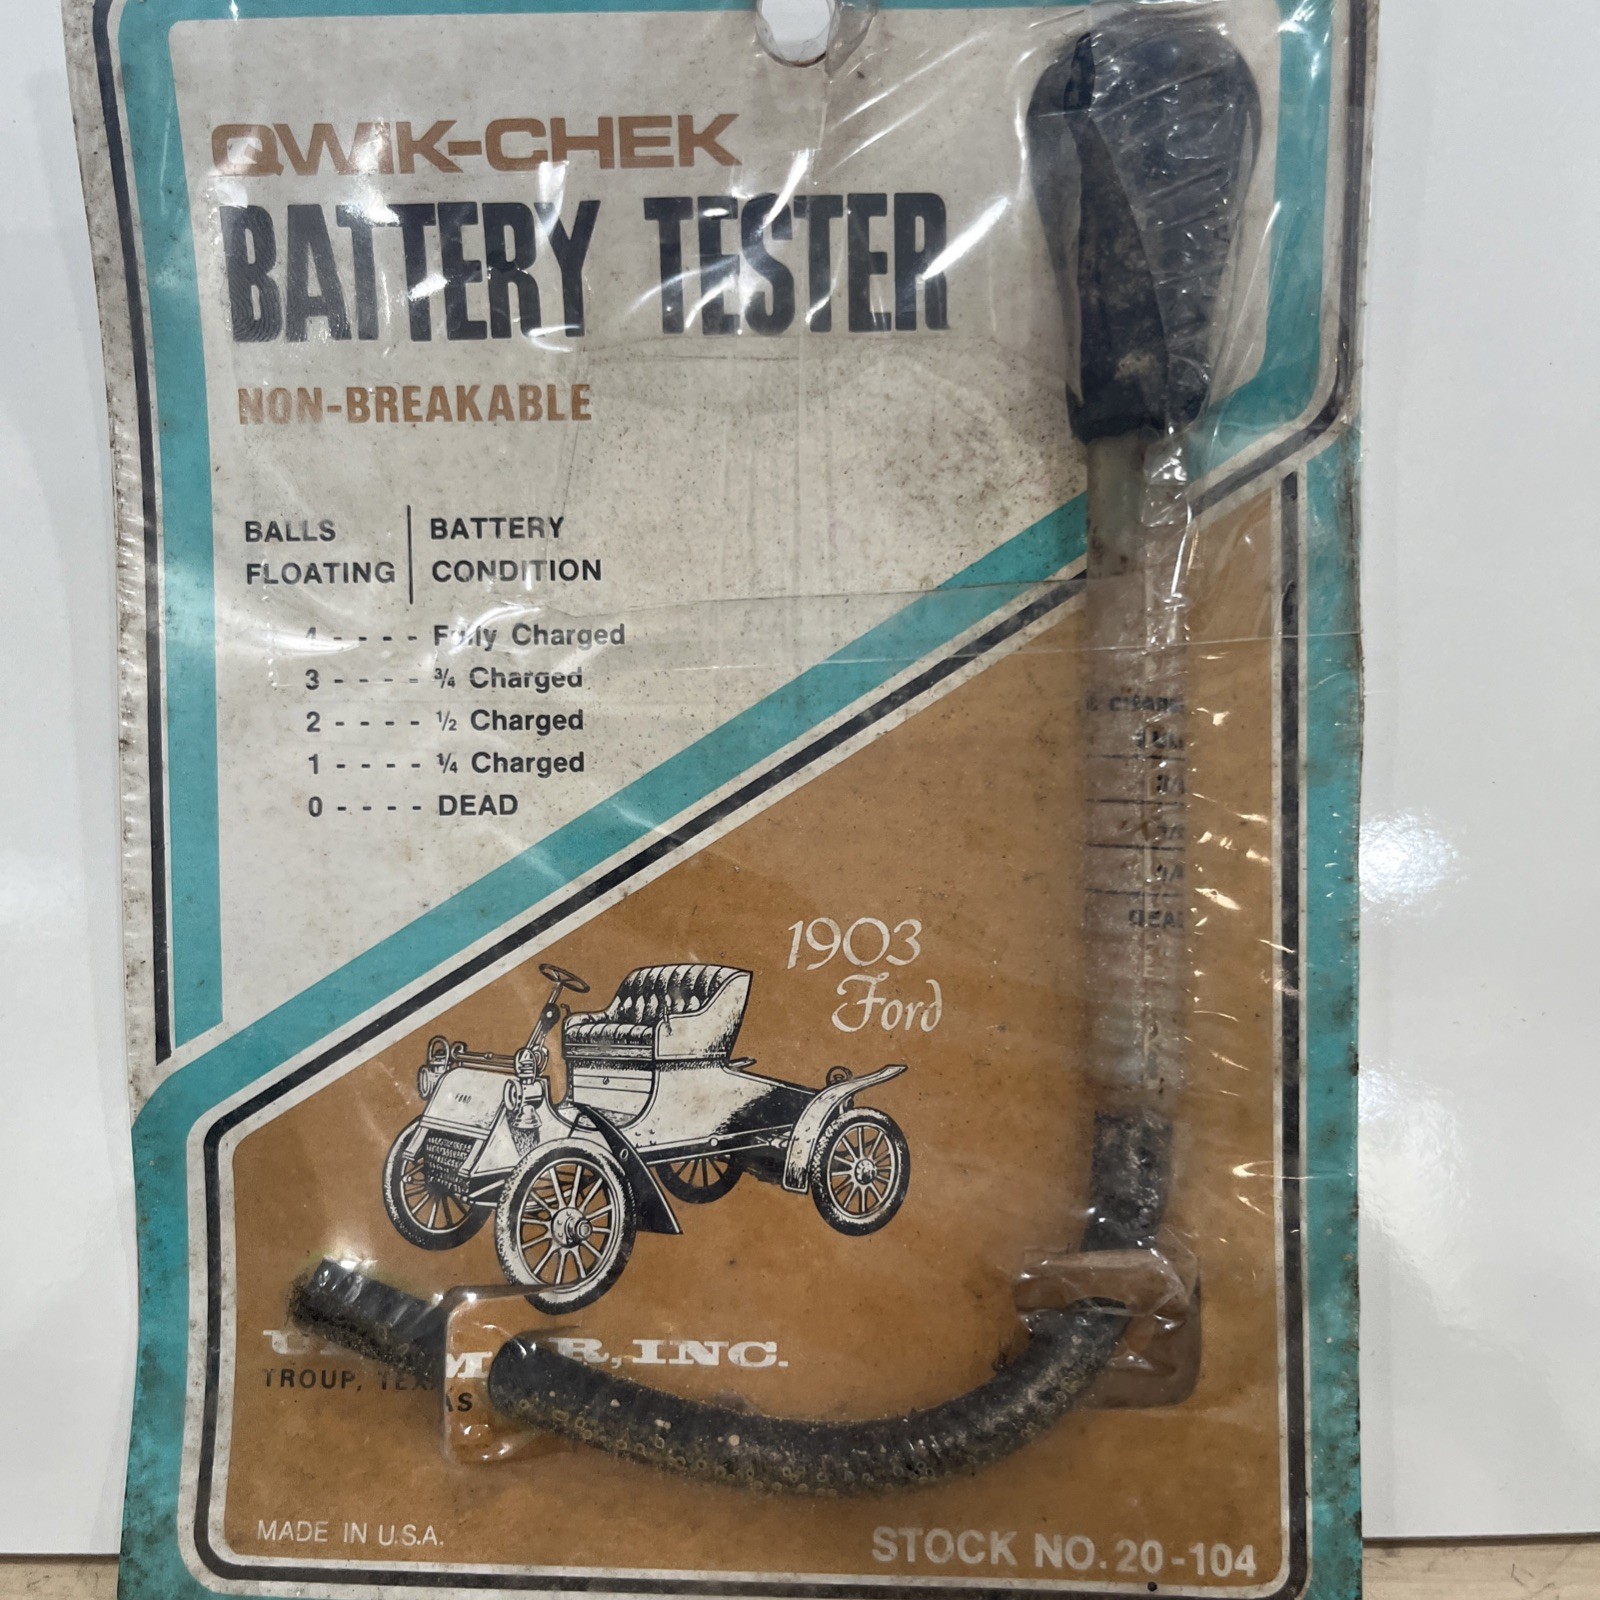 QWIK-CHEK
BATTERY TESTER
NON-BREAKABLE
BALLS FLOATING | BATTERY CONDITION
4 - - - - Fully Charged
3 - - - - ¾ Charged
2 - - - - ½ Charged
1 - - - - ¼ Charged
0 - - - - DEAD
1903
Ford
R, INC.
TROUP, TEXAS
MADE IN U.S.A.
STOCK NO. 20-104